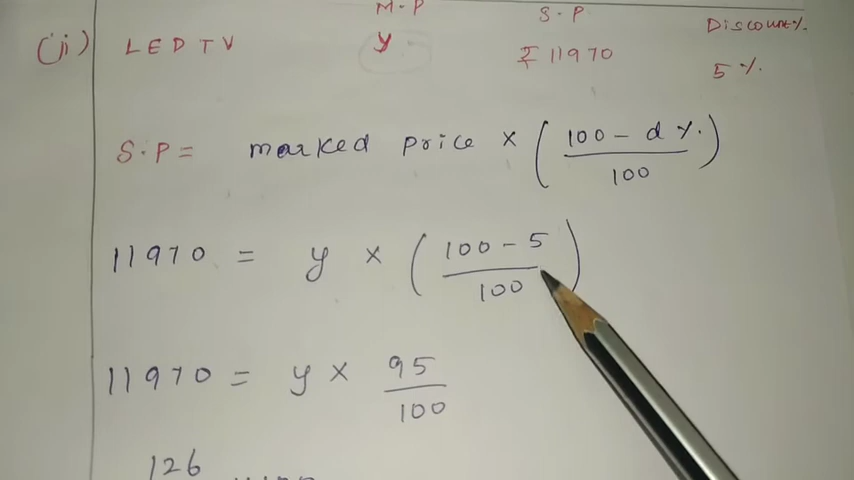 M.P S.P Discount%
(ii) LED TV y ₹ 11970 5 %.
S.P = marked price × ( 100 - d %. / 100 )
11970 = y × ( 100 - 5 / 100 )
11970 = y × 95 / 100
126